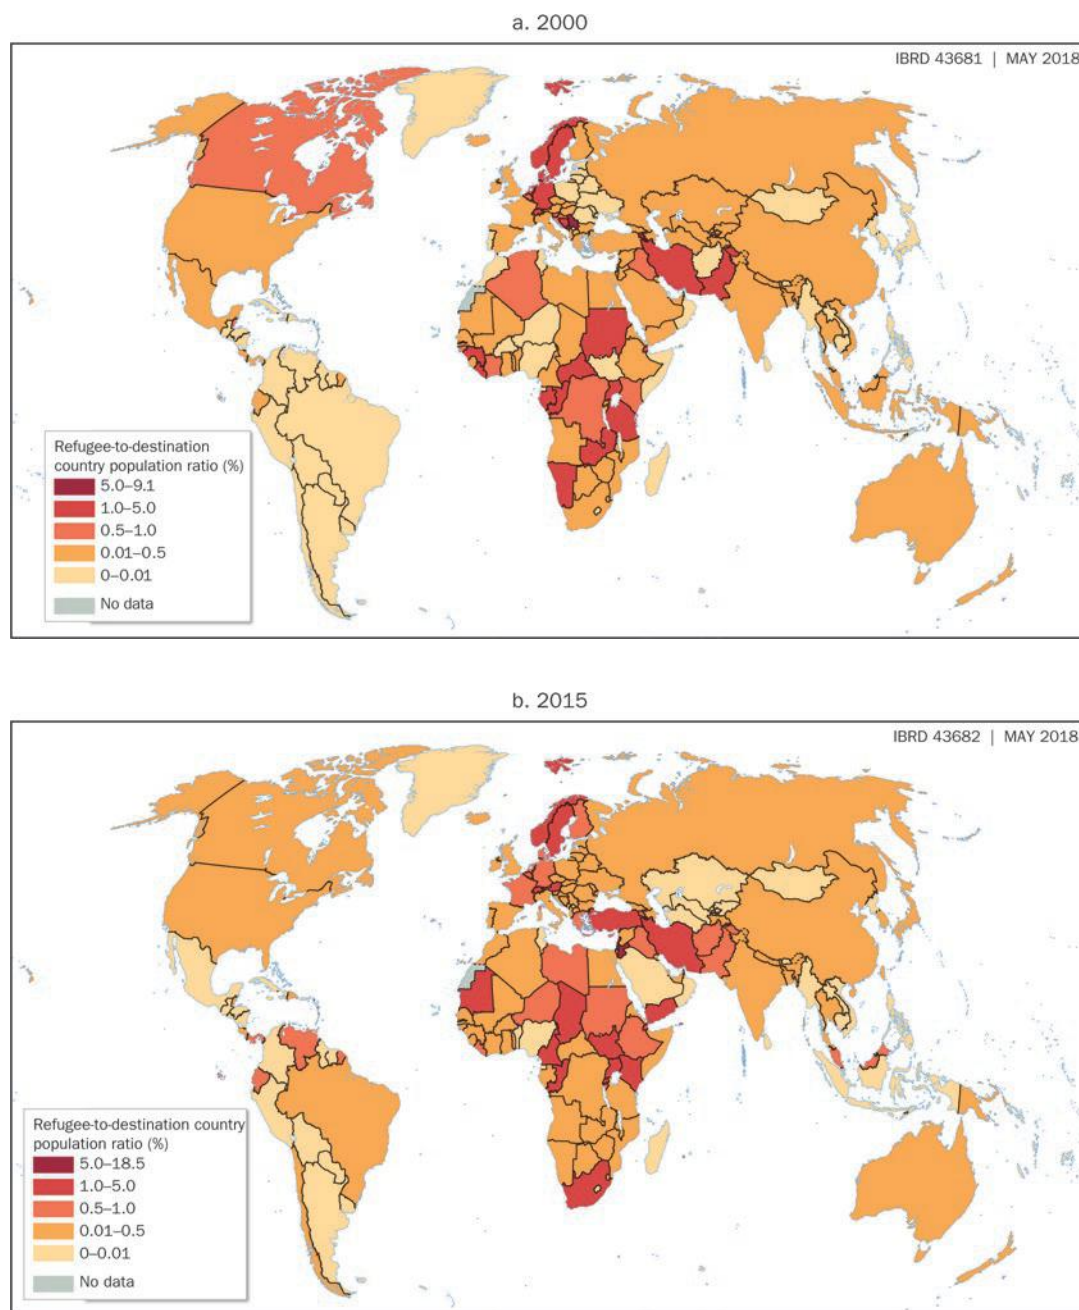 a. 2000
IBRD 43681 | MAY 2018
Refugee-to-destination
country population ratio (%)
5.0–9.1
1.0–5.0
0.5–1.0
0.01–0.5
0–0.01
No data
b. 2015
IBRD 43682 | MAY 2018
Refugee-to-destination country
population ratio (%)
5.0–18.5
1.0–5.0
0.5–1.0
0.01–0.5
0–0.01
No data